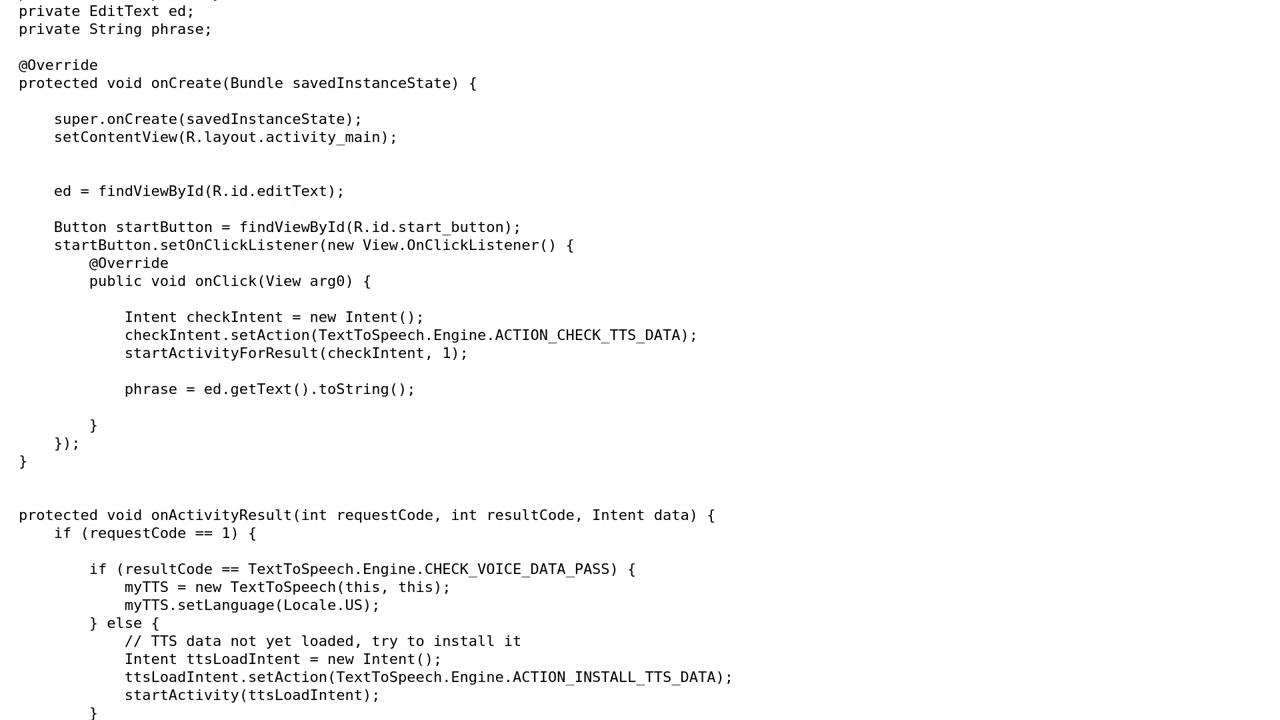 private EditText ed;
private String phrase;
@Override
protected void onCreate(Bundle savedInstanceState) {
super.onCreate(savedInstanceState);
setContentView(R.layout.activity_main);
ed = findViewById(R.id.editText);
Button startButton = findViewById(R.id.start_button);
startButton.setOnClickListener(new View.OnClickListener() {
@Override
public void onClick(View arg0) {
Intent checkIntent = new Intent();
checkIntent.setAction(TextToSpeech.Engine.ACTION_CHECK_TTS_DATA);
startActivityForResult(checkIntent, 1);
phrase = ed.getText().toString();
}
});
}
protected void onActivityResult(int requestCode, int resultCode, Intent data) {
if (requestCode == 1) {
if (resultCode == TextToSpeech.Engine.CHECK_VOICE_DATA_PASS) {
myTTS = new TextToSpeech(this, this);
myTTS.setLanguage(Locale.US);
} else {
// TTS data not yet loaded, try to install it
Intent ttsLoadIntent = new Intent();
ttsLoadIntent.setAction(TextToSpeech.Engine.ACTION_INSTALL_TTS_DATA);
startActivity(ttsLoadIntent);
}